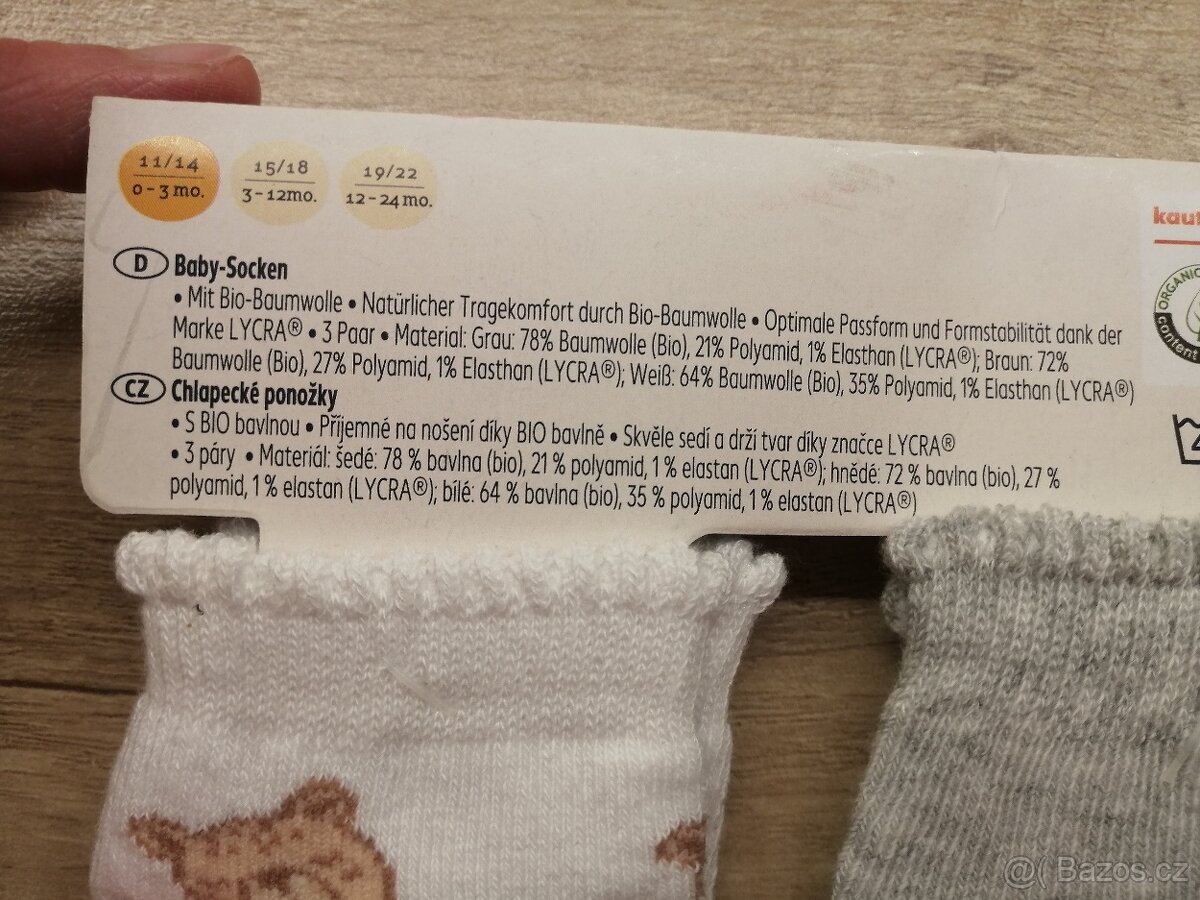 11/14
0-3 mo.
15/18
3-12mo.
19/22
12-24mo.
D Baby-Socken
• Mit Bio-Baumwolle • Natürlicher Tragekomfort durch Bio-Baumwolle • Optimale Passform und Formstabilität dank der
Marke LYCRA® • 3 Paar • Material: Grau: 78% Baumwolle (Bio), 21% Polyamid, 1% Elasthan (LYCRA®); Braun: 72%
Baumwolle (Bio), 27% Polyamid, 1% Elasthan (LYCRA®); Weiß: 64% Baumwolle (Bio), 35% Polyamid, 1% Elasthan (LYCRA®)
CZ Chlapecké ponožky
• S BIO bavlnou • Příjemné na nošení díky BIO bavlně • Skvěle sedí a drží tvar díky značce LYCRA®
• 3 páry • Materiál: šedé: 78 % bavlna (bio), 21 % polyamid, 1 % elastan (LYCRA®); hnědé: 72 % bavlna (bio), 27 %
polyamid, 1 % elastan (LYCRA®); bílé: 64 % bavlna (bio), 35 % polyamid, 1 % elastan (LYCRA®)
ORGANIC
content
@( Bazos.cz